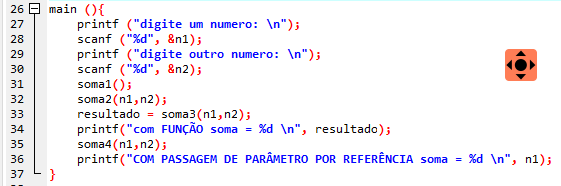 26 main (){
27 printf ("digite um numero: \n");
28 scanf ("%d", &n1);
29 printf ("digite outro numero: \n");
30 scanf ("%d", &n2);
31 soma1();
32 soma2(n1,n2);
33 resultado = soma3(n1,n2);
34 printf("com FUNÇÃO soma = %d \n", resultado);
35 soma4(n1,n2);
36 printf("COM PASSAGEM DE PARÂMETRO POR REFERÊNCIA soma = %d \n", n1);
37 }